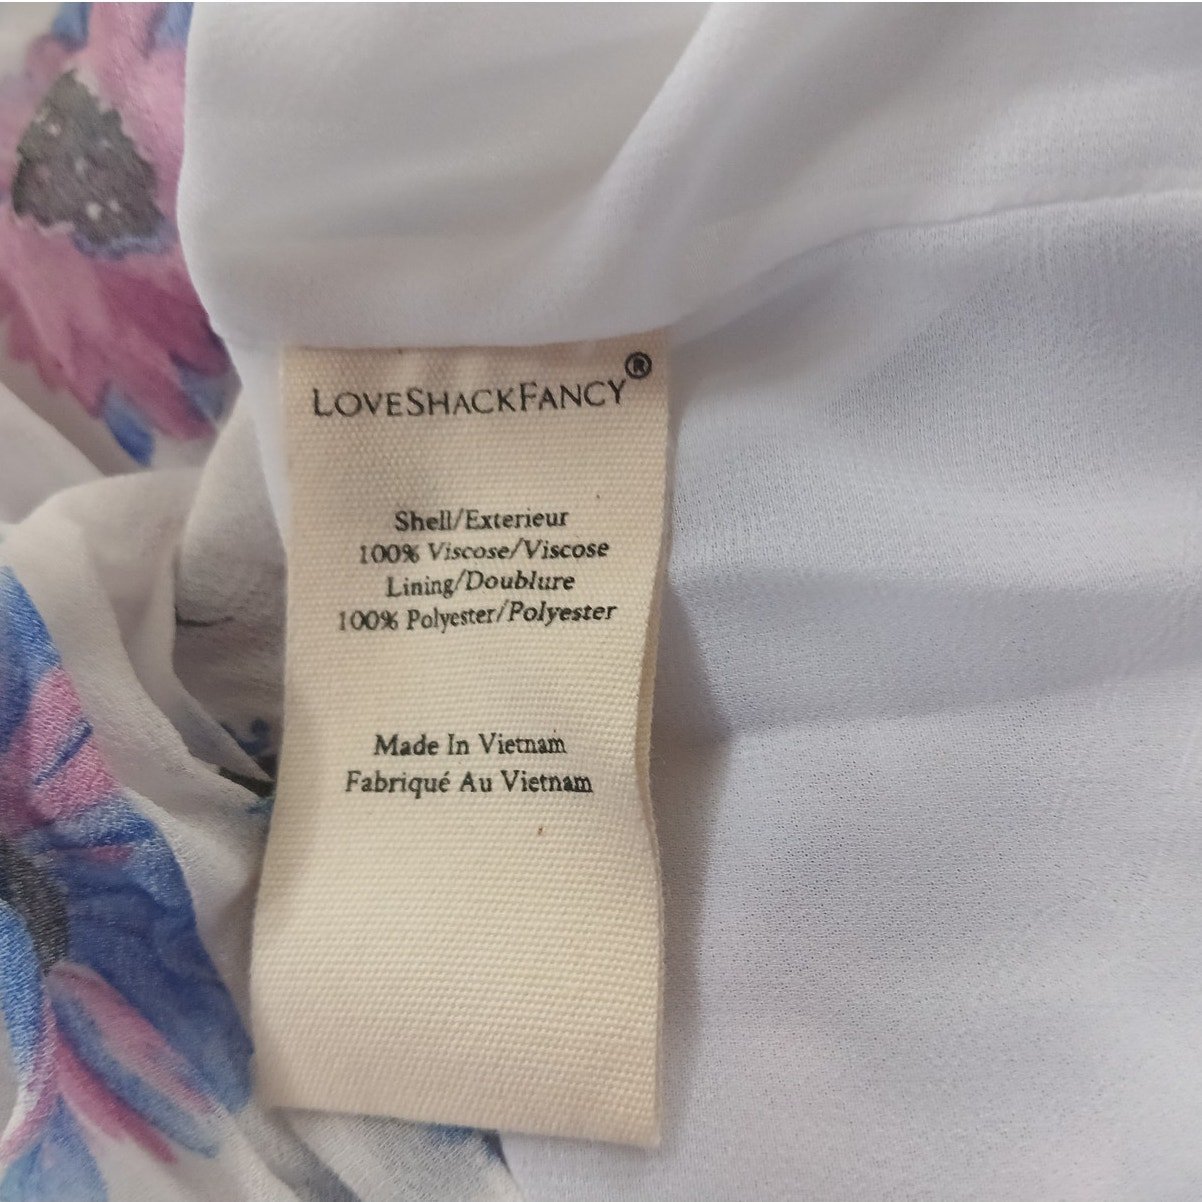 LOVESHACKFANCY®
Shell/Exterieur
100% Viscose/Viscose
Lining/Doublure
100% Polyester/Polyester
Made In Vietnam
Fabriqué Au Vietnam